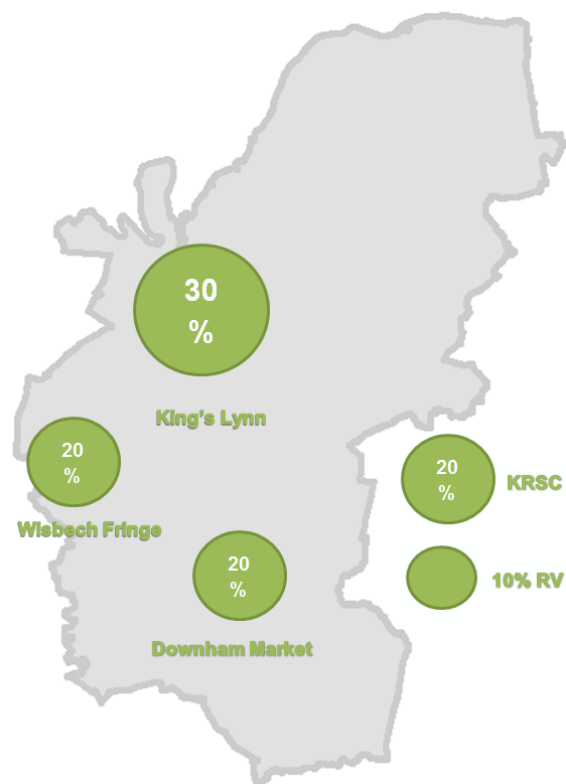 30
%
King's Lynn
20
%
Wisbech Fringe
20
%
KRSC
20
%
Downham Market
10% RV